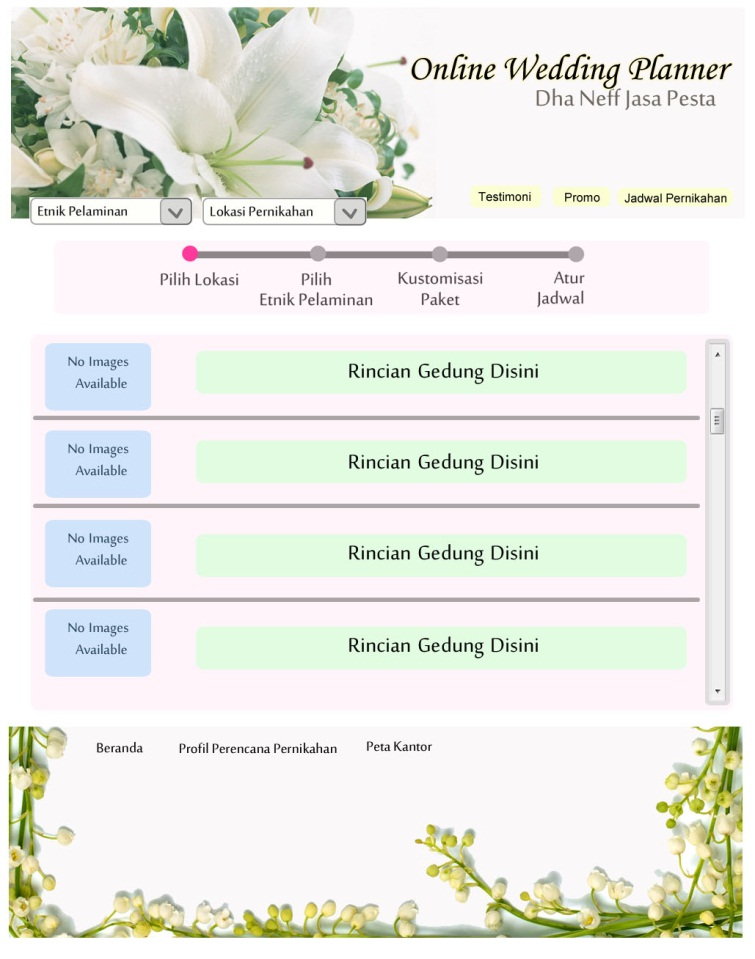 Online Wedding Planner
Dha Neff Jasa Pesta
Testimoni
Promo
Jadwal Pernikahan
Etnik Pelaminan
Lokasi Pernikahan
Pilih Lokasi
Pilih
Etnik Pelaminan
Kustomisasi
Paket
Atur
Jadwal
No Images
Available
Rincian Gedung Disini
No Images
Available
Rincian Gedung Disini
No Images
Available
Rincian Gedung Disini
No Images
Available
Rincian Gedung Disini
Beranda
Profil Perencana Pernikahan
Peta Kantor